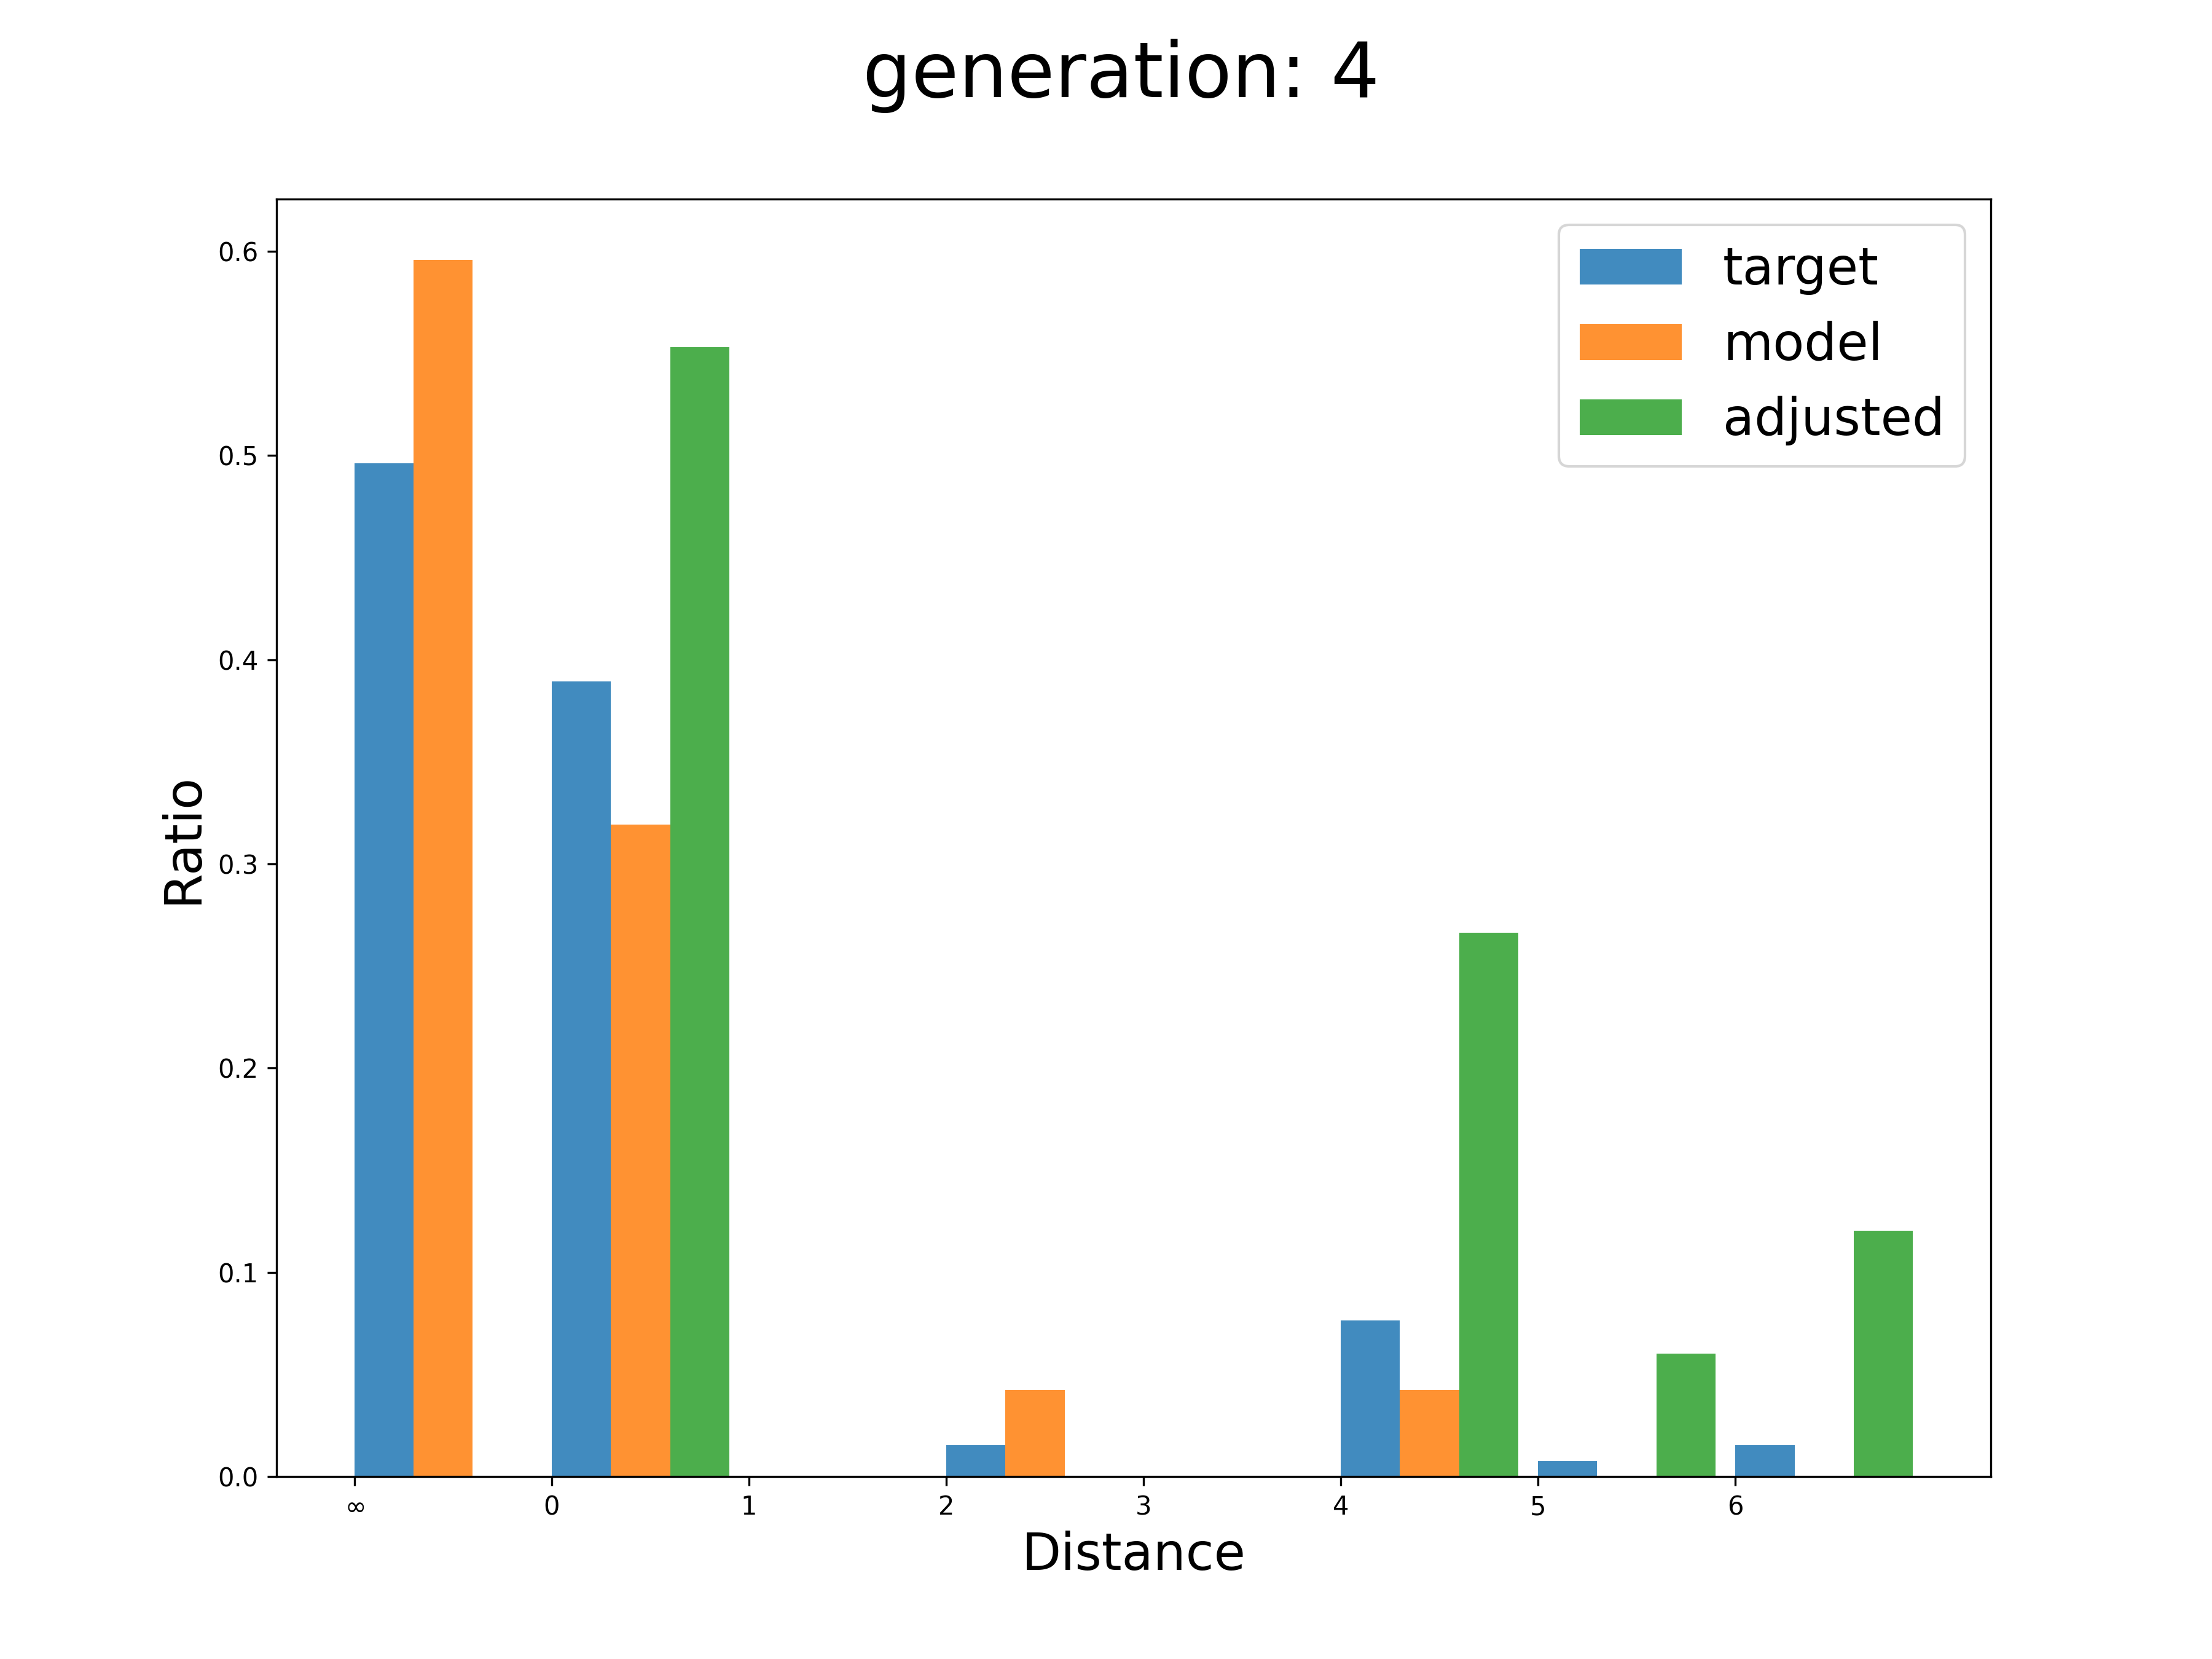 generation: 4
target
model
adjusted
Ratio
0.6
0.5
0.4
0.3
0.2
0.1
0.0
∞ 0 1 2 3 4 5 6
Distance